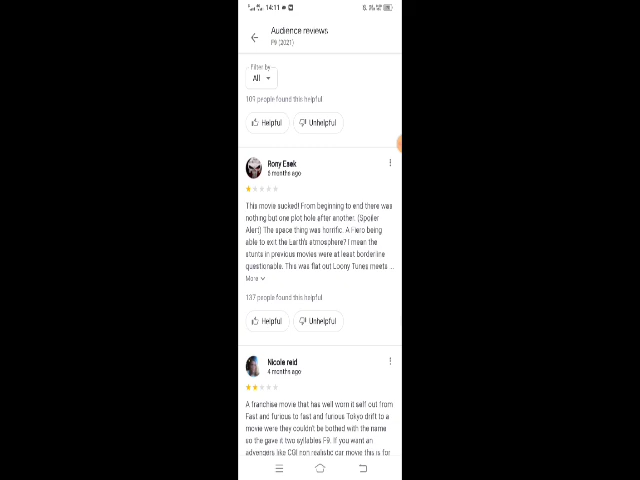 14:11
Audience reviews
F9 (2021)
Filter by
All
109 people found this helpful
Helpful
Unhelpful
Rony Esek
6 months ago
This movie sucked! From beginning to end there was
nothing but one plot hole after another. (Spoiler
Alert) The space thing was horrific. A Fiero being
able to exit the Earth's atmosphere? I mean the
stunts in previous movies were at least borderline
questionable. This was flat out Loony Tunes meets ...
More
137 people found this helpful
Helpful
Unhelpful
Nicole reid
4 months ago
A franchise movie that has well worn it self out from
Fast and furious to fast and furious Tokyo drift to a
movie were they couldn't be bothed with the name
so the gave it two syllables F9. If you want an
advengers like CGI non realistic car movie this is for